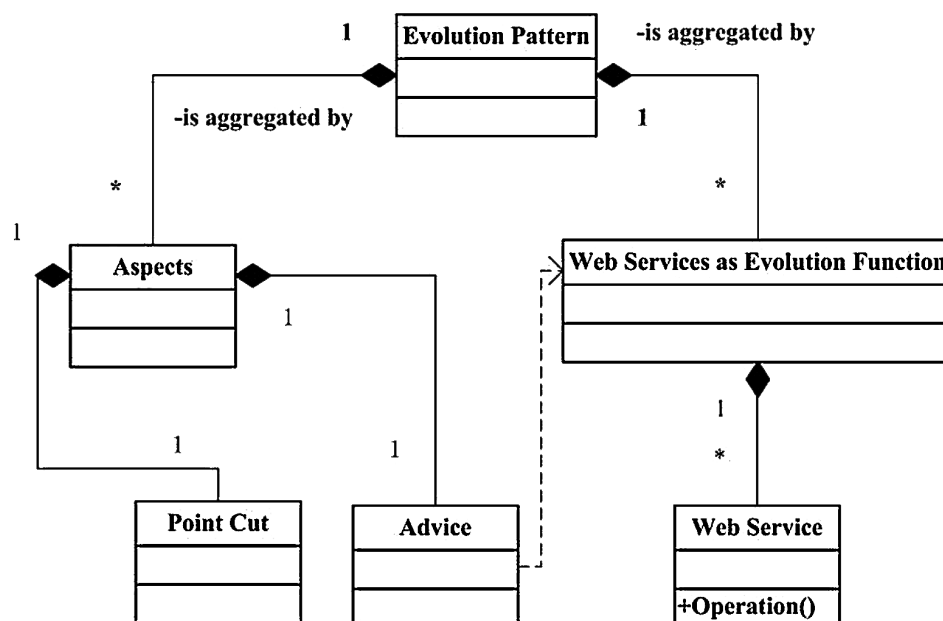 1
Evolution Pattern
-is aggregated by
-is aggregated by
1
*
*
1
Aspects
Web Services as Evolution Function
1
1
*
1
1
Point Cut
Advice
Web Service
+Operation()